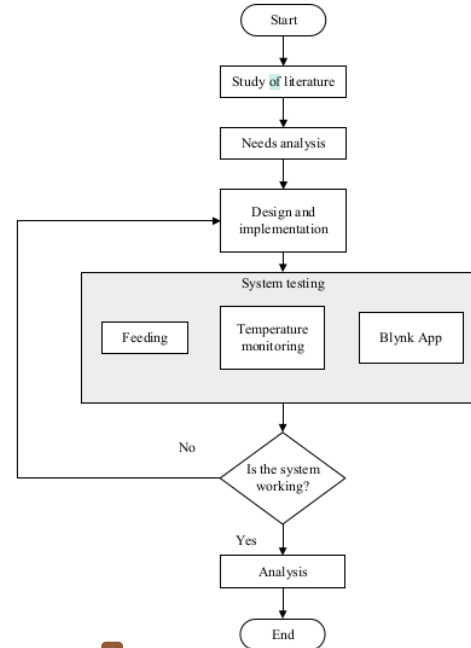 Start
Study of literature
Needs analysis
Design and
implementation
System testing
Feeding
Temperature
monitoring
Blynk App
No
Is the system
working?
Yes
Analysis
End